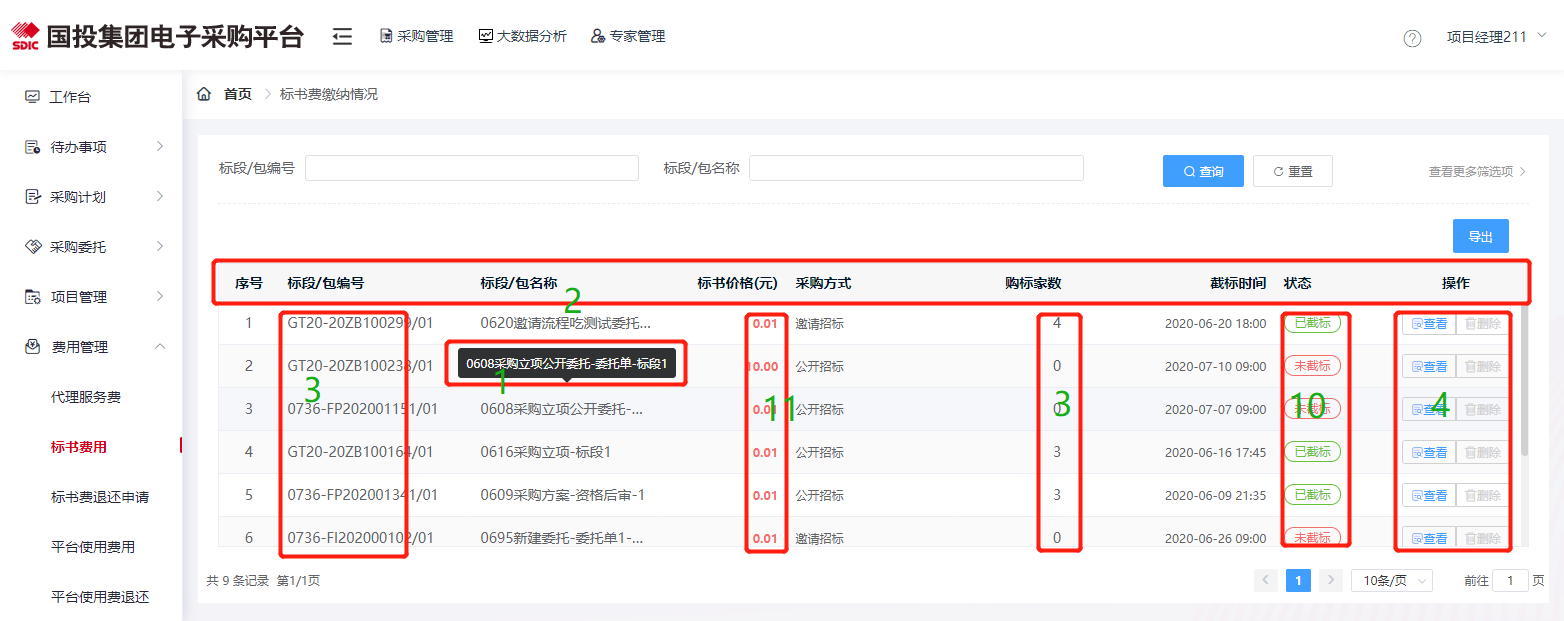 SDIC 国投集团电子采购平台 采购管理 大数据分析 专家管理 项目经理211
工作台
待办事项
采购计划
采购委托
项目管理
费用管理
代理服务费
标书费用
标书费退还申请
平台使用费用
平台使用费退还
首页 > 标书费缴纳情况
标段/包编号 标段/包名称 查询 重置 查看更多筛选项 >
导出
序号 标段/包编号 标段/包名称 标书价格(元) 采购方式 购标家数 截标时间 状态 操作
2
1 GT20-20ZB100299/01 0620邀请流程吃测试委托... 0.01 邀请招标 4 2020-06-20 18:00 已截标 查看 删除
0608采购立项公开委托-委托单-标段1
2 GT20-20ZB100238/01 10.00 公开招标 0 2020-07-10 09:00 未截标 查看 删除
3 1 11 3 10 4
3 0736-FP202001151/01 0608采购立项公开委托-... 0.01 公开招标 0 2020-07-07 09:00 未截标 查看 删除
4 GT20-20ZB100164/01 0616采购立项-标段1 0.01 公开招标 3 2020-06-16 17:45 已截标 查看 删除
5 0736-FP202001341/01 0609采购方案-资格后审-1 0.01 公开招标 3 2020-06-09 21:35 已截标 查看 删除
6 0736-FI202000102/01 0695新建委托-委托单1-... 0.01 邀请招标 0 2020-06-26 09:00 未截标 查看 删除
共 9 条记录 第1/1页 < 1 > 10条/页 前往 1 页